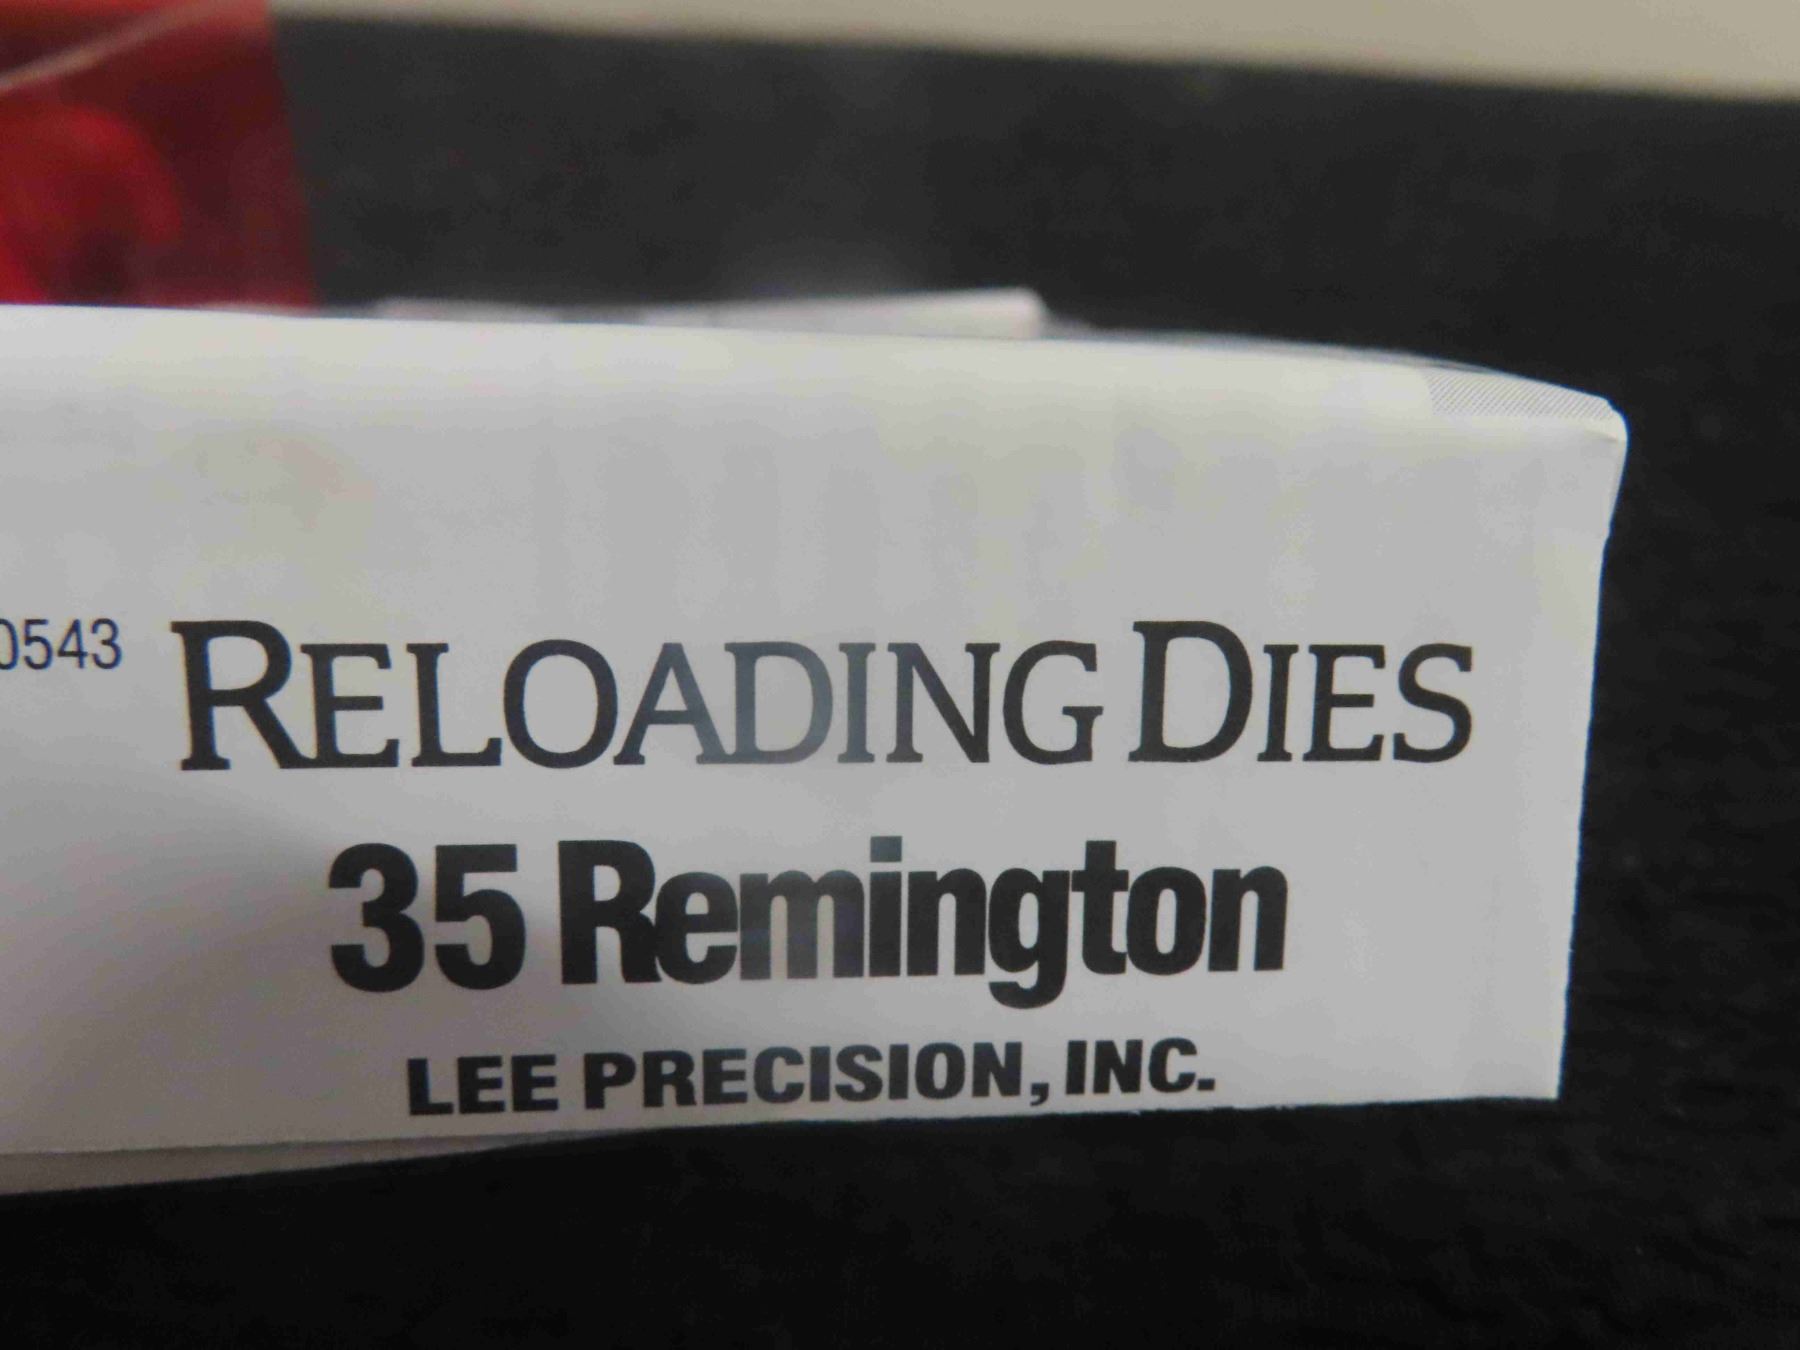 0543 RELOADING DIES
35 Remington
LEE PRECISION, INC.